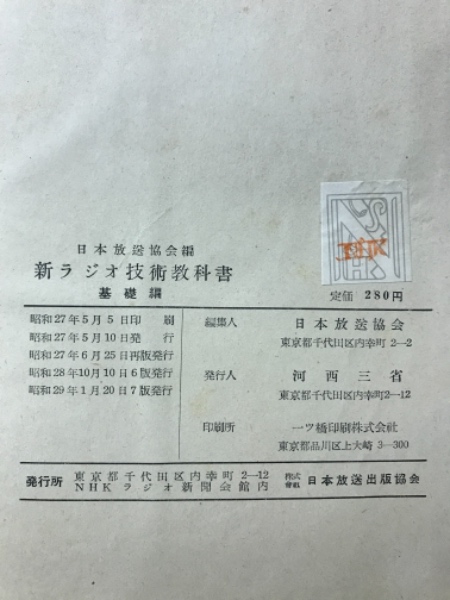 日本放送協会編
新ラジオ技術教科書
基礎編
NHK
定価 280円
昭和27年5月5日印刷
昭和27年5月10日発行
昭和27年6月25日再版発行
昭和28年10月10日6版発行
昭和29年1月20日7版発行
編集人 日本放送協会
東京都千代田区内幸町 2—2
発行人 河西三省
東京都千代田区内幸町2—12
印刷所 一ツ橋印刷株式会社
東京都品川区上大崎 3—300
発行所 東京都千代田区内幸町 2—12
NHKラジオ新聞会館内
株式会社 日本放送出版協会